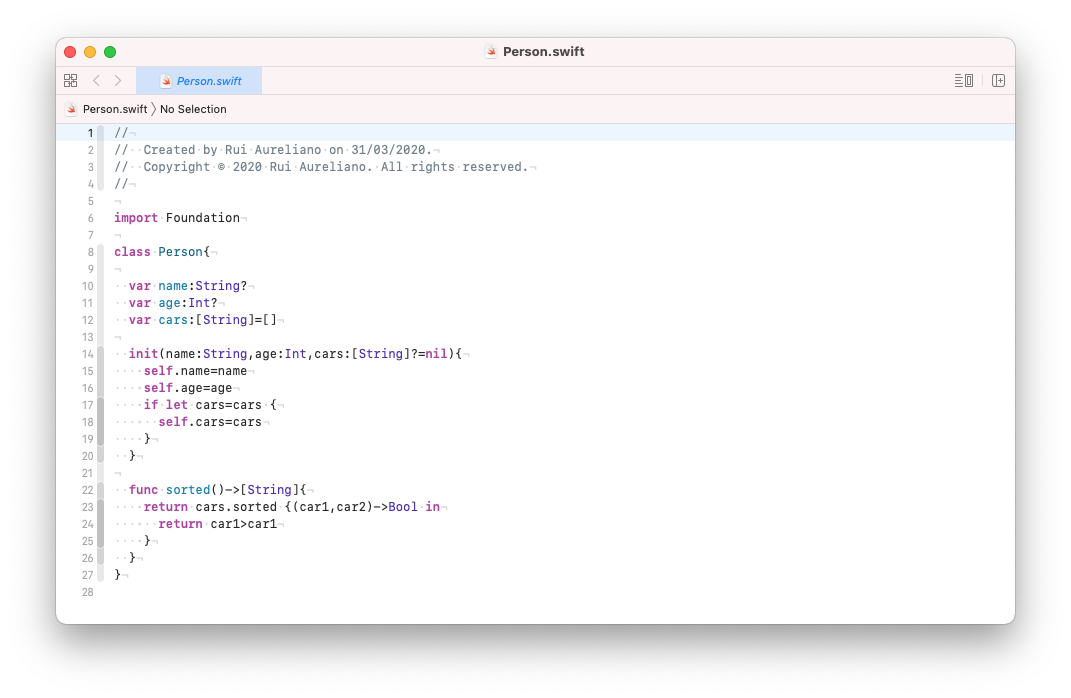 Person.swift
Person.swift
Person.swift 〉 No Selection
1 //
2 //  Created by Rui Aureliano on 31/03/2020.
3 //  Copyright © 2020 Rui Aureliano. All rights reserved.
4 //
5
6 import Foundation
7
8 class Person{
9
10   var name:String?
11   var age:Int?
12   var cars:[String]=[]
13
14   init(name:String,age:Int,cars:[String]?=nil){
15     self.name=name
16     self.age=age
17     if let cars=cars {
18       self.cars=cars
19     }
20   }
21
22   func sorted()->[String]{
23     return cars.sorted {(car1,car2)->Bool in
24       return car1>car1
25     }
26   }
27 }
28